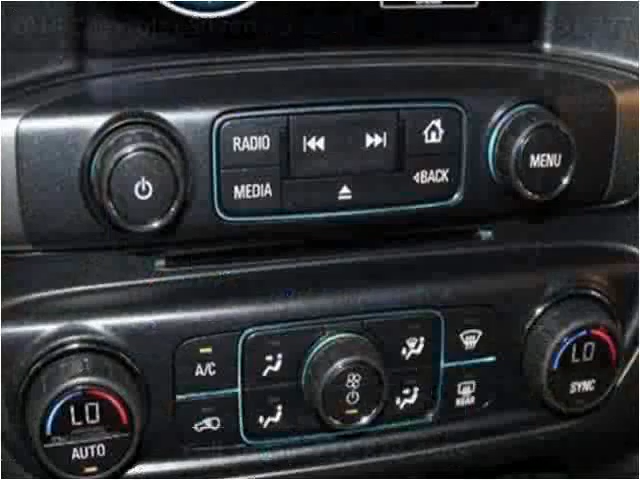 RADIO
MEDIA
BACK
MENU
A/C
LO
AUTO
REAR
LO
SYNC